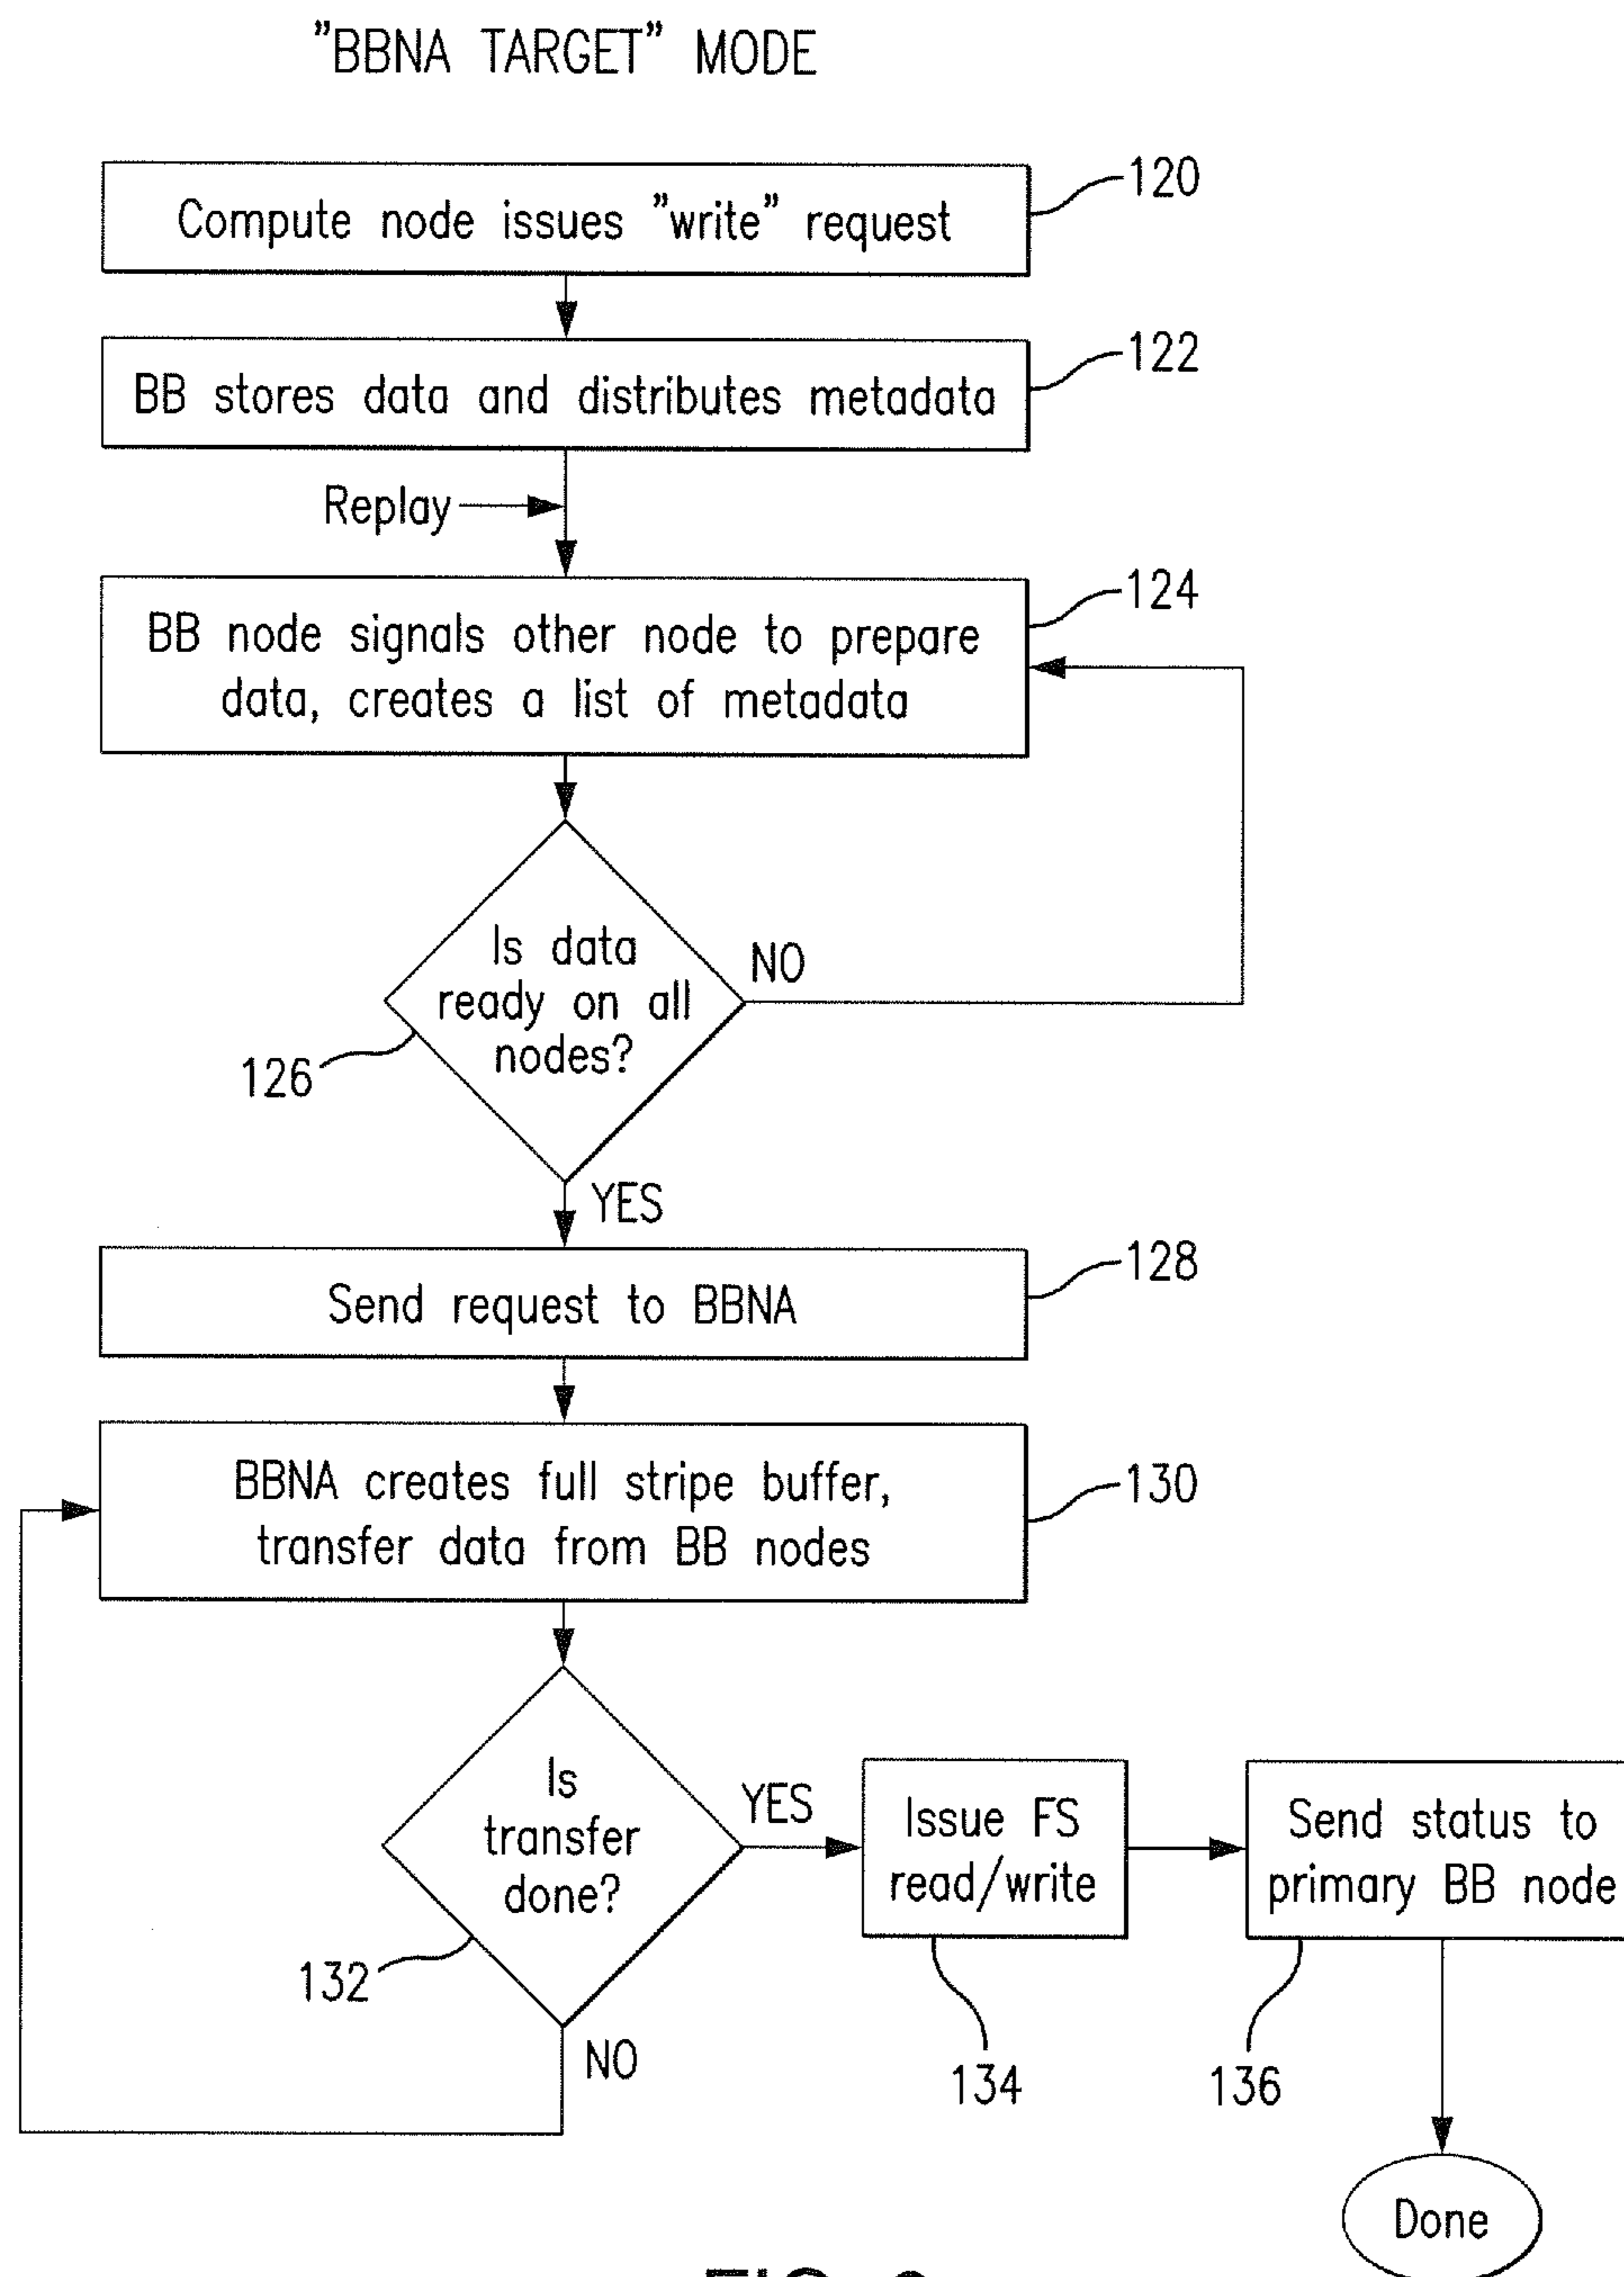 "BBNA TARGET" MODE
120
Compute node issues "write" request
122
BB stores data and distributes metadata
Replay
124
BB node signals other node to prepare
data, creates a list of metadata
Is data
ready on all
nodes?
NO
126
YES
128
Send request to BBNA
130
BBNA creates full stripe buffer,
transfer data from BB nodes
Is
transfer
done?
YES
132
NO
Issue FS
read/write
134
Send status to
primary BB node
136
Done